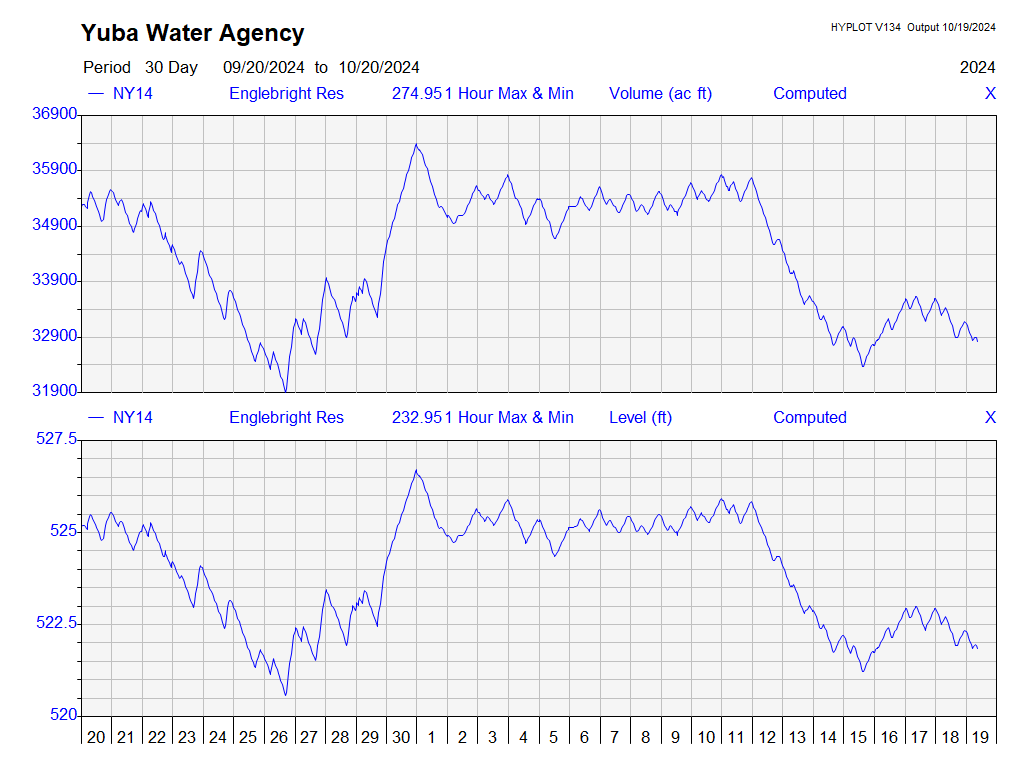 Yuba Water Agency
HYPLOT V134 Output 10/19/2024
Period 30 Day 09/20/2024 to 10/20/2024 2024
NY14 Englebright Res 274.951 Hour Max & Min Volume (ac ft) Computed X
36900
35900
34900
33900
32900
31900
NY14 Englebright Res 232.951 Hour Max & Min Level (ft) Computed X
527.5
525
522.5
520
20 21 22 23 24 25 26 27 28 29 30 1 2 3 4 5 6 7 8 9 10 11 12 13 14 15 16 17 18 19